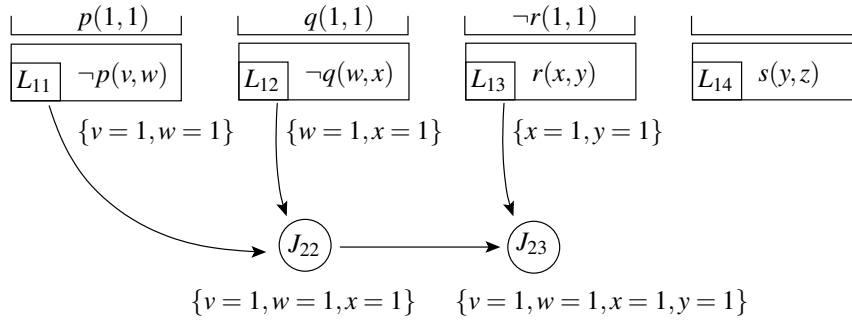 p(1,1) q(1,1) ¬r(1,1)
L₁₁ ¬p(v,w) L₁₂ ¬q(w,x) L₁₃ r(x,y) L₁₄ s(y,z)
{v = 1, w = 1} {w = 1, x = 1} {x = 1, y = 1}
J₂₂ J₂₃
{v = 1, w = 1, x = 1} {v = 1, w = 1, x = 1, y = 1}